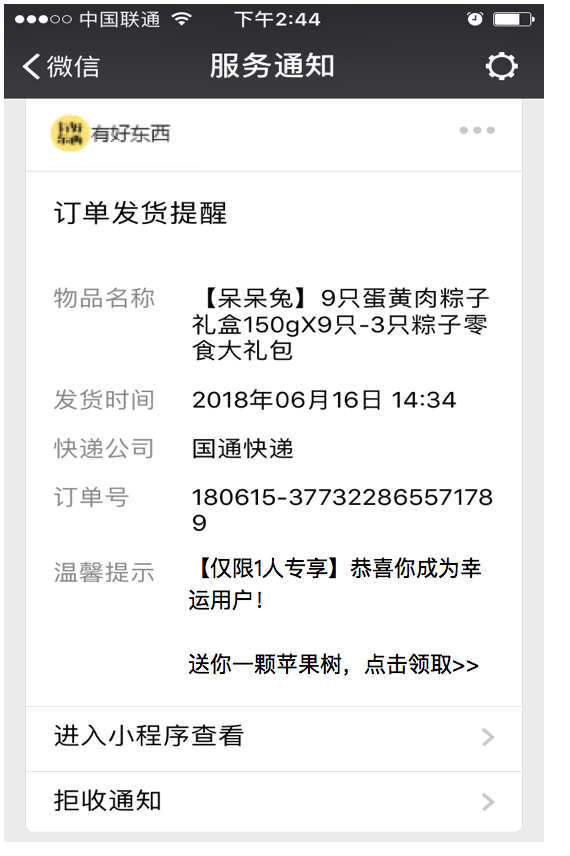 中国联通 下午2:44
微信 服务通知
有好东西
订单发货提醒
物品名称 【呆呆兔】9只蛋黄肉粽子
礼盒150gX9只-3只粽子零
食大礼包
发货时间 2018年06月16日 14:34
快递公司 国通快递
订单号 180615-37732286557178
9
温馨提示 【仅限1人专享】恭喜你成为幸
运用户！
送你一颗苹果树，点击领取>>
进入小程序查看
拒收通知